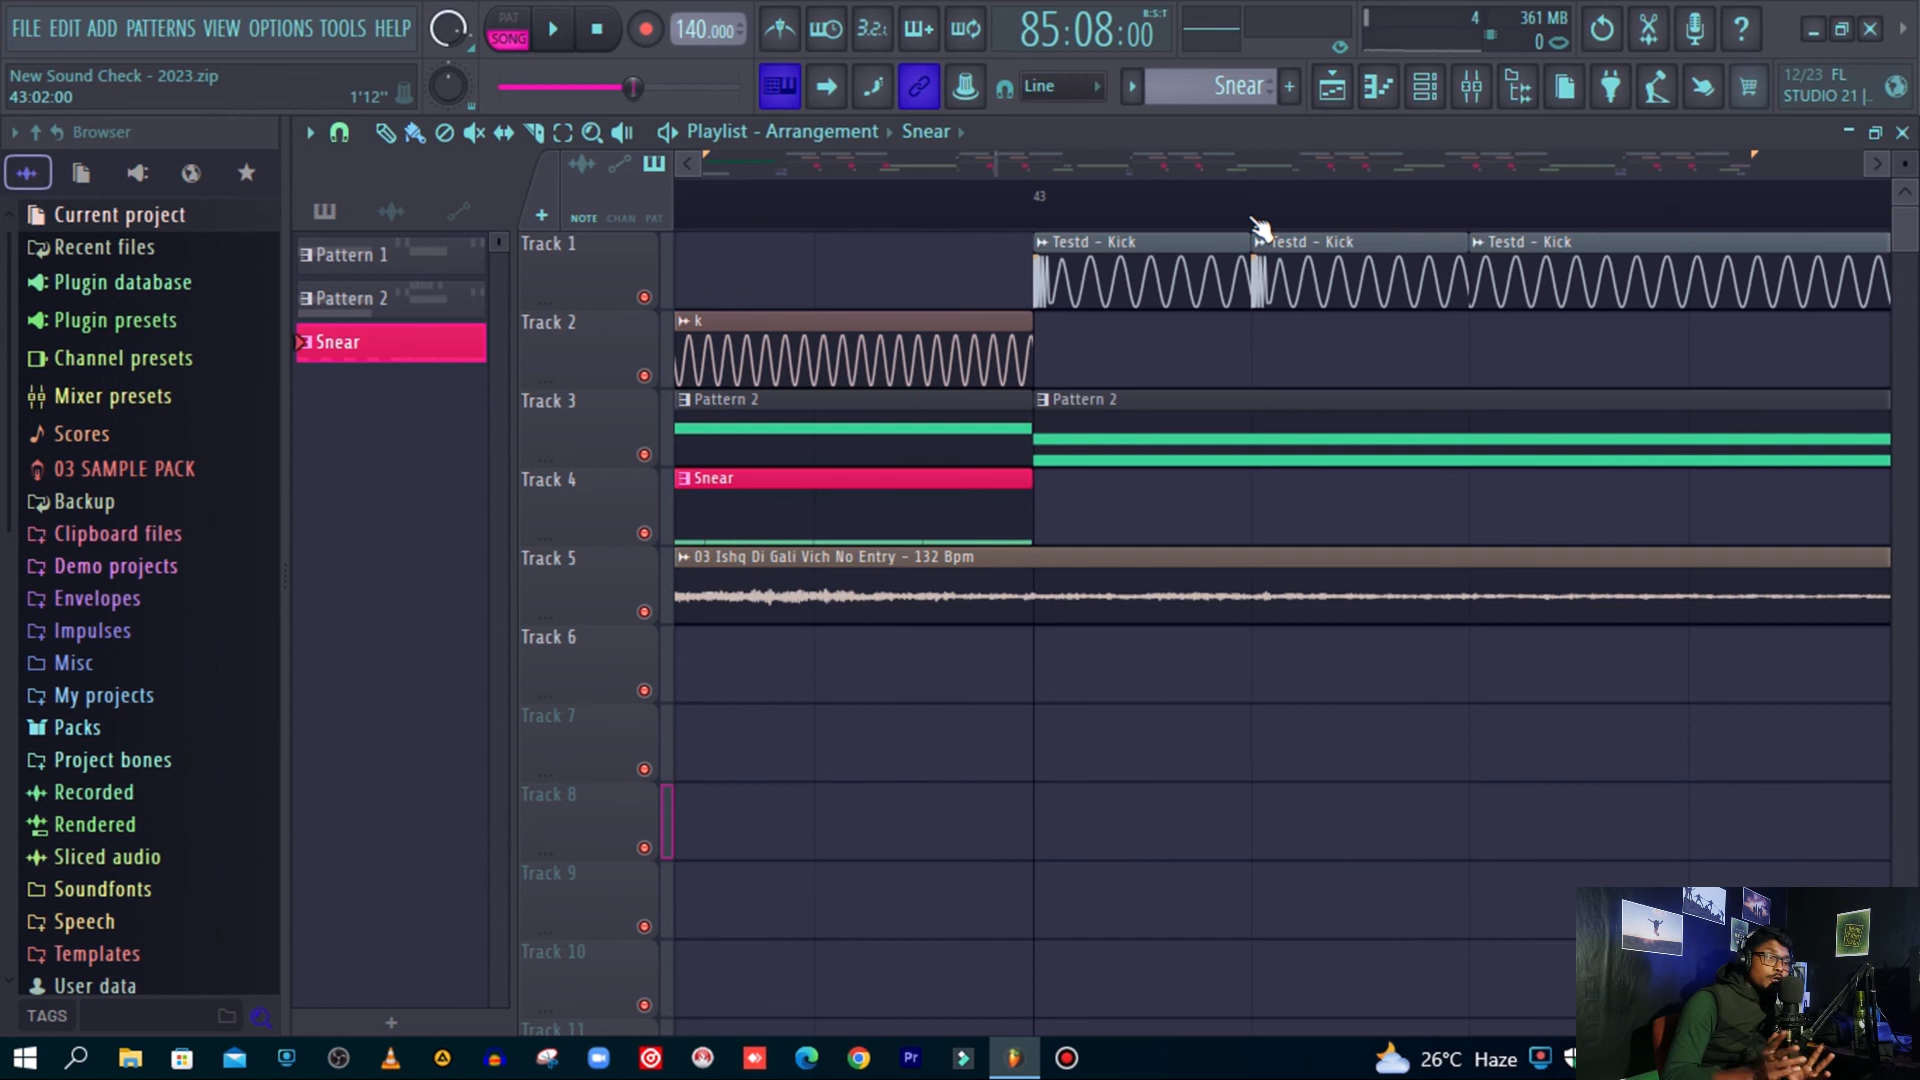 FILE EDIT ADD PATTERNS VIEW OPTIONS TOOLS HELP
PAT
SONG
140.000
3.2.
85:08:00
B:S:T
4
361 MB
0
New Sound Check - 2023.zip
43:02:00
1'12"
Line
Snear
12/23 FL
STUDIO 21 |..
Browser
Playlist - Arrangement
Snear
NOTE CHAN PAT
43
Current project
Recent files
Plugin database
Plugin presets
Channel presets
Mixer presets
Scores
03 SAMPLE PACK
Backup
Clipboard files
Demo projects
Envelopes
Impulses
Misc
My projects
Packs
Project bones
Recorded
Rendered
Sliced audio
Soundfonts
Speech
Templates
User data
TAGS
Pattern 1
Pattern 2
Snear
Track 1
Testd - Kick
Testd - Kick
Testd - Kick
Track 2
k
Track 3
Pattern 2
Pattern 2
Track 4
Snear
Track 5
03 Ishq Di Gali Vich No Entry - 132 Bpm
Track 6
Track 7
Track 8
Track 9
Track 10
Track 11
Pr
26°C Haze